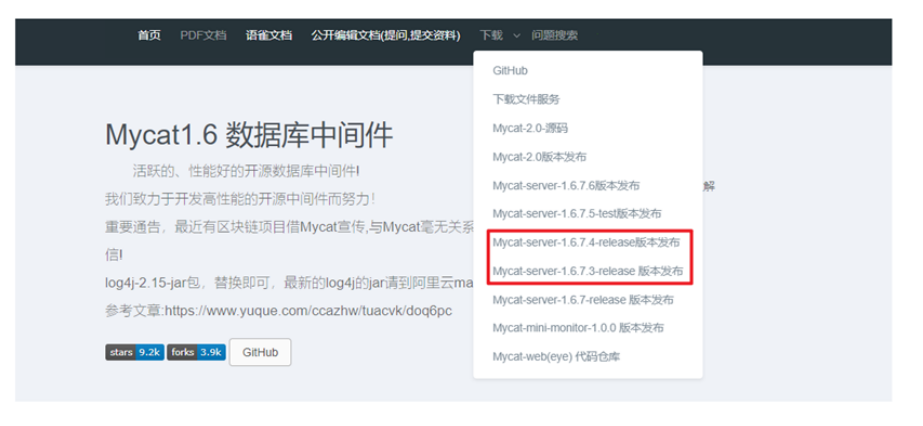 首页 PDF文档 语雀文档 公开编辑文档(提问,提交资料) 下载 问题搜索
GitHub
下载文件服务
Mycat-2.0-源码
Mycat-2.0版本发布
Mycat-server-1.6.7.6版本发布
Mycat-server-1.6.7.5-test版本发布
Mycat-server-1.6.7.4-release版本发布
Mycat-server-1.6.7.3-release 版本发布
Mycat-server-1.6.7-release 版本发布
Mycat-mini-monitor-1.0.0 版本发布
Mycat-web(eye) 代码仓库
Mycat1.6 数据库中间件
活跃的、性能好的开源数据库中间件!
我们致力于开发高性能的开源中间件而努力!
解
重要通告，最近有区块链项目借Mycat宣传,与Mycat毫无关系
信!
log4j-2.15-jar包，替换即可，最新的log4j的jar请到阿里云ma
参考文章:https://www.yuque.com/ccazhw/tuacvk/doq6pc
stars 9.2k forks 3.9k GitHub